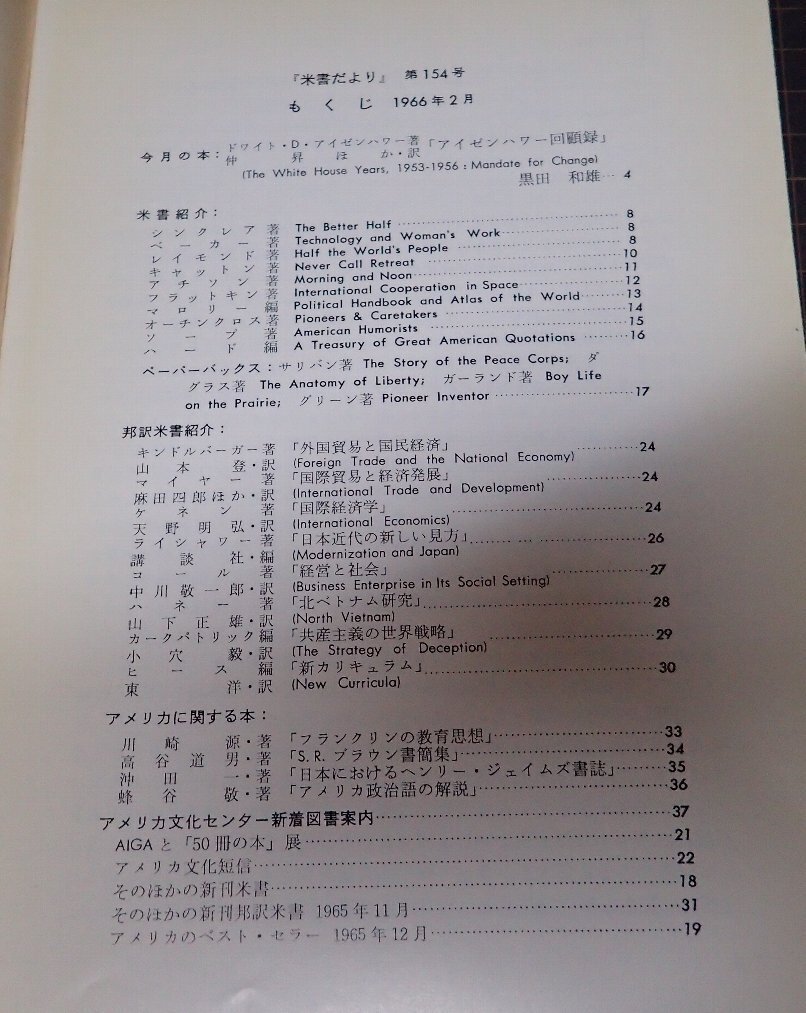 『米書だより』 第154号
もくじ 1966年2月
今月の本：ドワイト・D・アイゼンハワー著「アイゼンハワー回顧録」
仲昇ほか・訳
(The White House Years, 1953-1956 : Mandate for Change)
黒田 和雄… 4
米書紹介：
シンクレア著 The Better Half ………… 8
ベーカー著 Technology and Woman's Work ………… 8
レイモンド著 Half the World's People ………… 8
キャットン著 Never Call Retreat ………… 10
アチソン著 Morning and Noon ………… 11
フラットキン著 International Cooperation in Space ………… 12
マロリー編 Political Handbook and Atlas of the World ………… 13
オーチンクロス著 Pioneers & Caretakers ………… 14
ソープ著 American Humorists ………… 15
ハード編 A Treasury of Great American Quotations ………… 16
ペーパーバックス：サリバン著 The Story of the Peace Corps; ダ
グラス著 The Anatomy of Liberty; ガーランド著 Boy Life
on the Prairie; グリーン著 Pioneer Inventor ………… 17
邦訳米書紹介：
キンドルバーガー著「外国貿易と国民経済」………… 24
山本登・訳 (Foreign Trade and the National Economy)
マイヤー著「国際貿易と経済発展」………… 24
麻田四郎ほか・訳 (International Trade and Development)
ケネン著「国際経済学」………… 24
天野明弘・訳 (International Economics)
ライシャワー著「日本近代の新しい見方」………… 26
講談社・編 (Modernization and Japan)
コール著「経営と社会」………… 27
中川敬一郎・訳 (Business Enterprise in Its Social Setting)
ハネー著「北ベトナム研究」………… 28
山下正雄・訳 (North Vietnam)
カークパトリック編「共産主義の世界戦略」………… 29
小穴毅・訳 (The Strategy of Deception)
ヒース編「新カリキュラム」………… 30
東洋・訳 (New Curricula)
アメリカに関する本：
川崎源・著「フランクリンの教育思想」………… 33
高谷道男・著「S.R. ブラウン書簡集」………… 34
沖田一・著「日本におけるヘンリー・ジェイムズ書誌」………… 35
蜂谷敬・著「アメリカ政治語の解説」………… 36
アメリカ文化センター新着図書案内………… 37
AIGAと「50冊の本」展………… 21
アメリカ文化短信………… 22
そのほかの新刊米書………… 18
そのほかの新刊邦訳米書 1965年11月………… 31
アメリカのベスト・セラー 1965年12月………… 19